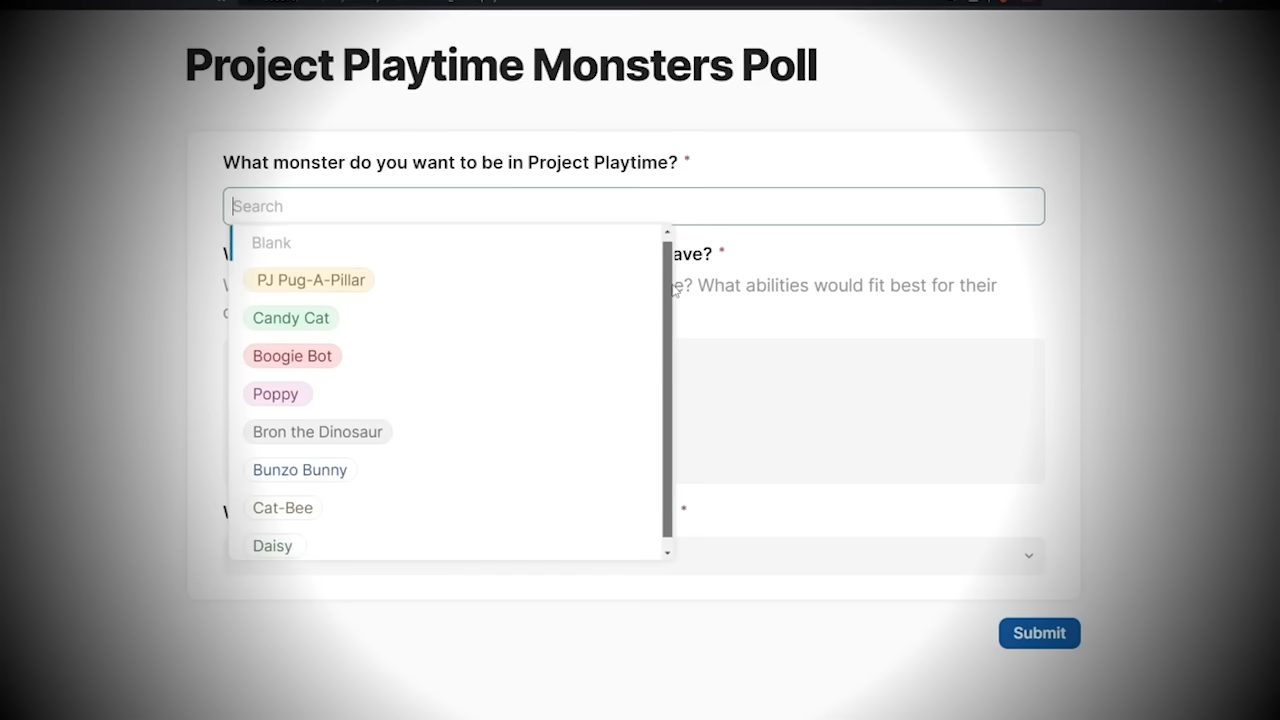 Project Playtime Monsters Poll
What monster do you want to be in Project Playtime? *
Search
Blank
ave? *
PJ Pug-A-Pillar
e? What abilities would fit best for their
Candy Cat
Boogie Bot
Poppy
Bron the Dinosaur
Bunzo Bunny
Cat-Bee
*
Daisy
Submit